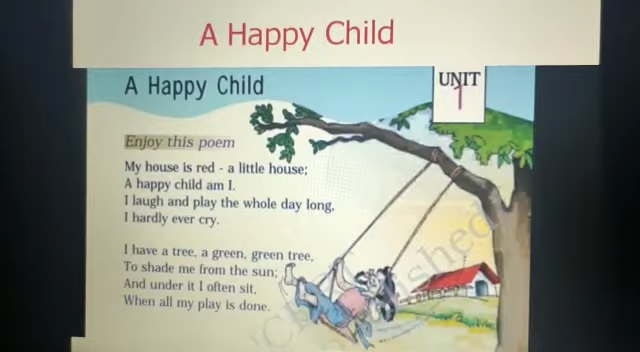 A Happy Child
A Happy Child
UNIT
1
Enjoy this poem
My house is red - a little house;
A happy child am I.
I laugh and play the whole day long,
I hardly ever cry.
I have a tree, a green, green tree,
To shade me from the sun;
And under it I often sit,
When all my play is done.